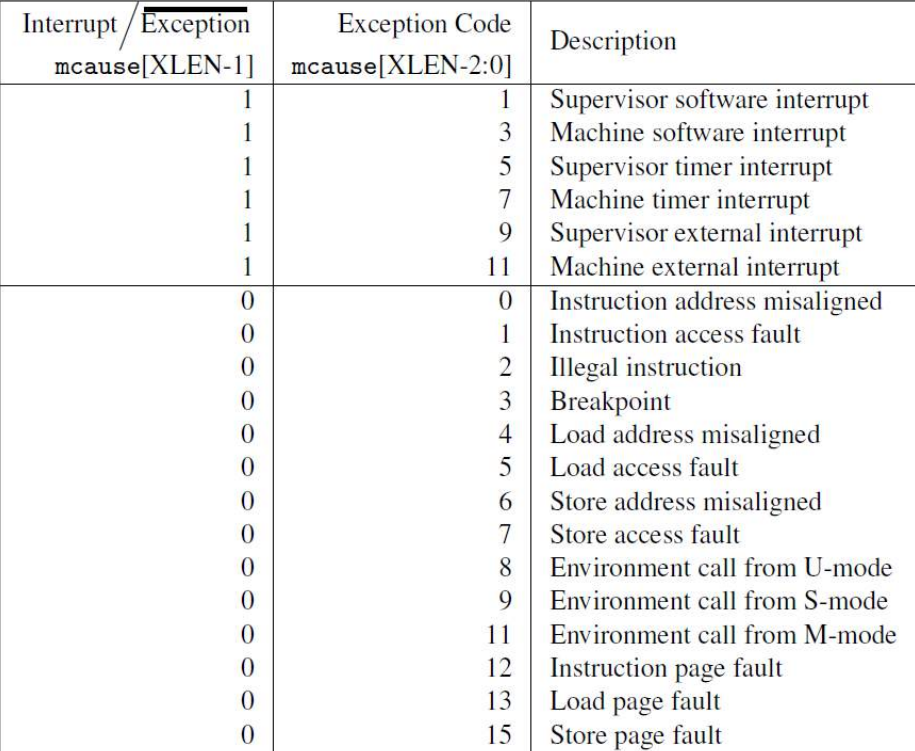 Interrupt / Exception Exception Code Description
mcause[XLEN-1] mcause[XLEN-2:0]
1 1 Supervisor software interrupt
1 3 Machine software interrupt
1 5 Supervisor timer interrupt
1 7 Machine timer interrupt
1 9 Supervisor external interrupt
1 11 Machine external interrupt
0 0 Instruction address misaligned
0 1 Instruction access fault
0 2 Illegal instruction
0 3 Breakpoint
0 4 Load address misaligned
0 5 Load access fault
0 6 Store address misaligned
0 7 Store access fault
0 8 Environment call from U-mode
0 9 Environment call from S-mode
0 11 Environment call from M-mode
0 12 Instruction page fault
0 13 Load page fault
0 15 Store page fault